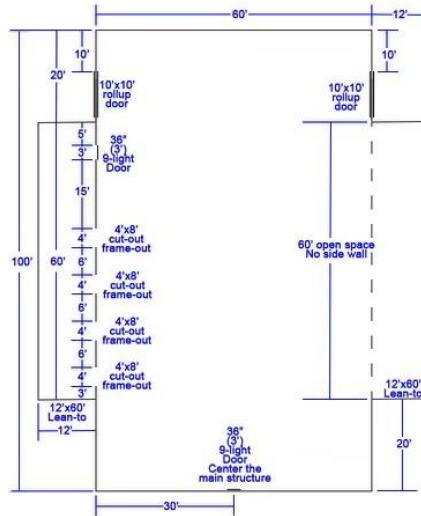 60'
12'
10'
20'
10'
10'x10'
rollup
door
10'x10'
rollup
door
5'
3'
36"
(3')
9-light
Door
15'
4'
4'x8'
cut-out
frame-out
6'
60' open space
No side wall
100'
60'
4'
4'x8'
cut-out
frame-out
6'
4'
4'x8'
cut-out
frame-out
6'
4'
4'x8'
cut-out
frame-out
3'
12'x60'
Lean-to
12'x60'
Lean-to
12'
36"
(3')
9-light
Door
Center the
main structure
20'
30'